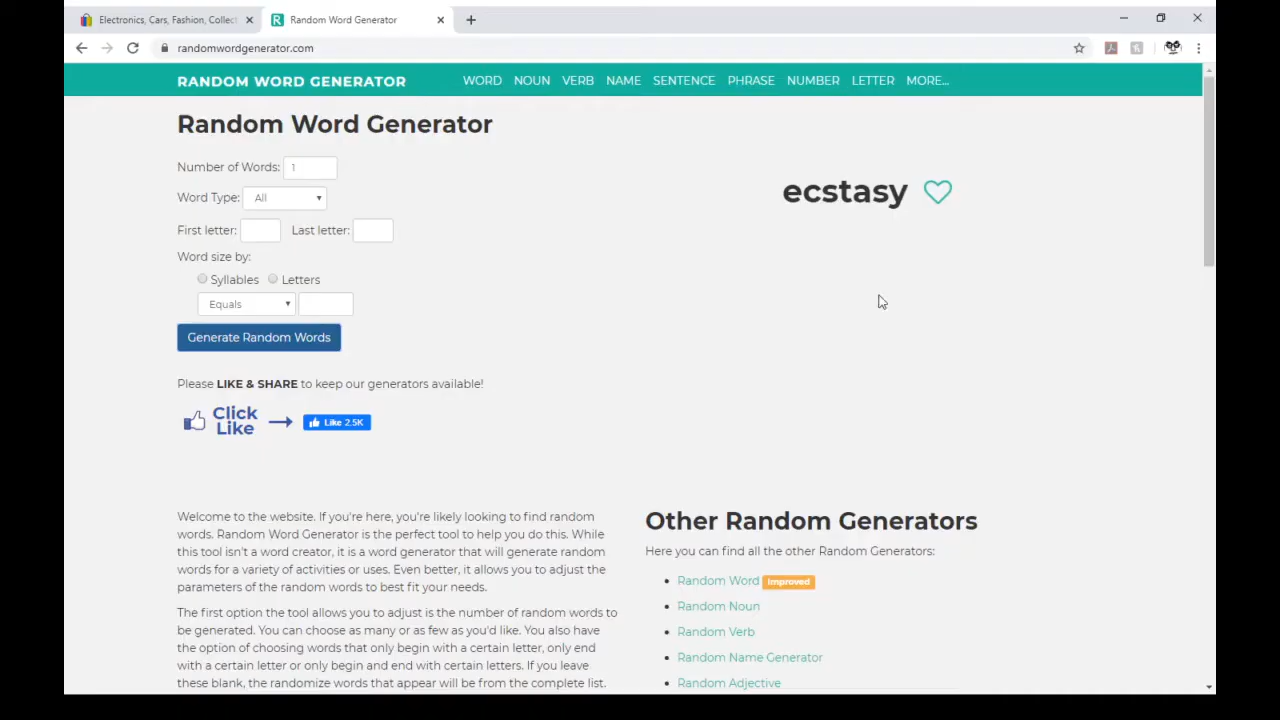 Electronics, Cars, Fashion, Collect
Random Word Generator
randomwordgenerator.com
RANDOM WORD GENERATOR WORD NOUN VERB NAME SENTENCE PHRASE NUMBER LETTER MORE...
Random Word Generator
Number of Words: 1
ecstasy
Word Type: All
First letter: Last letter:
Word size by:
Syllables Letters
Equals
Generate Random Words
Please LIKE & SHARE to keep our generators available!
Click
Like
Like 2.5K
Welcome to the website. If you're here, you're likely looking to find random
words. Random Word Generator is the perfect tool to help you do this. While
this tool isn't a word creator, it is a word generator that will generate random
words for a variety of activities or uses. Even better, it allows you to adjust the
parameters of the random words to best fit your needs.
The first option the tool allows you to adjust is the number of random words to
be generated. You can choose as many or as few as you'd like. You also have
the option of choosing words that only begin with a certain letter, only end
with a certain letter or only begin and end with certain letters. If you leave
these blank, the randomize words that appear will be from the complete list.
Other Random Generators
Here you can find all the other Random Generators:
Random Word Improved
Random Noun
Random Verb
Random Name Generator
Random Adjective